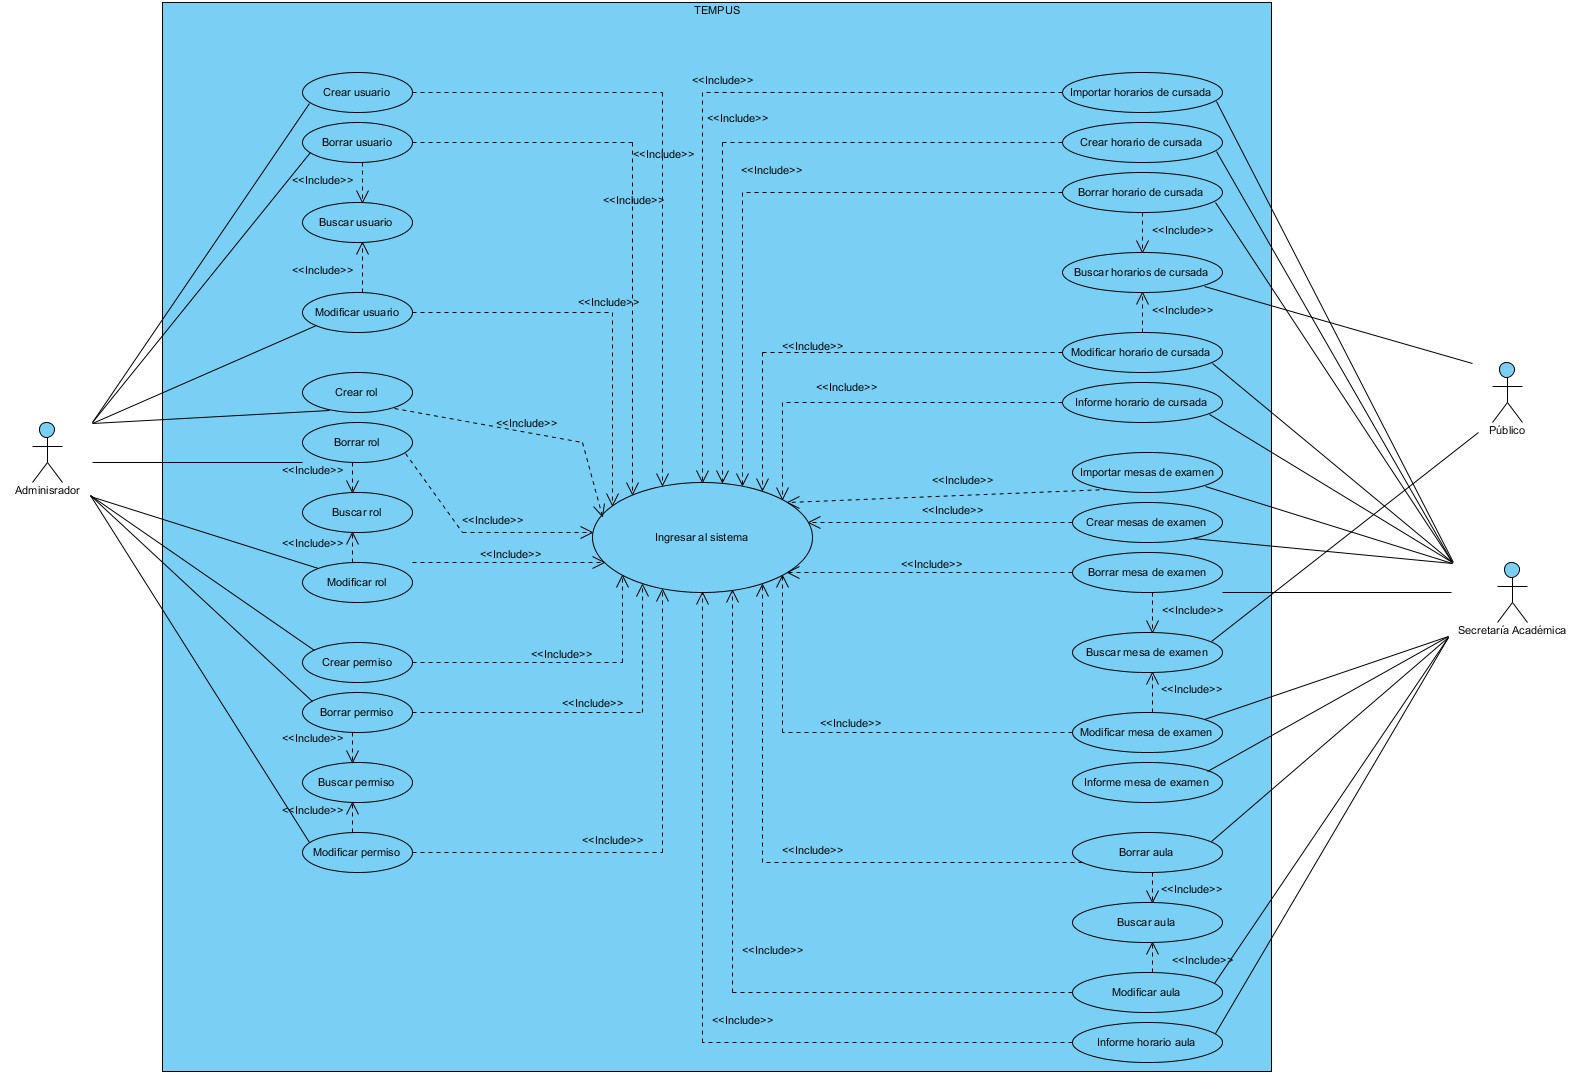 TEMPUS
<<Include>>
Crear usuario
Importar horarios de cursada
<<Include>>
Borrar usuario
Crear horario de cursada
<<Include>>
<<Include>>
<<Include>>
Borrar horario de cursada
<<Include>>
Buscar usuario
<<Include>>
<<Include>>
Buscar horarios de cursada
<<Include>>
<<Include>>
Modificar usuario
<<Include>>
Modificar horario de cursada
<<Include>>
Crear rol
<<Include>>
Informe horario de cursada
<<Include>>
Público
Borrar rol
<<Include>>
Importar mesas de examen
<<Include>>
Adminisrador
Buscar rol
<<Include>>
<<Include>>
Crear mesas de examen
Ingresar al sistema
<<Include>>
<<Include>>
<<Include>>
Borrar mesa de examen
Modificar rol
<<Include>>
Secretaría Académica
Crear permiso
<<Include>>
Buscar mesa de examen
<<Include>>
<<Include>>
Borrar permiso
<<Include>>
Modificar mesa de examen
<<Include>>
Buscar permiso
Informe mesa de examen
<<Include>>
<<Include>>
Modificar permiso
<<Include>>
Borrar aula
<<Include>>
Buscar aula
<<Include>>
<<Include>>
Modificar aula
<<Include>>
Informe horario aula